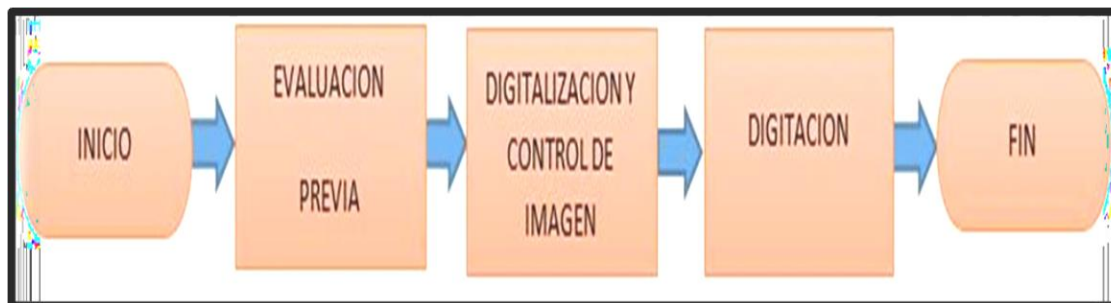 INICIO
EVALUACION
PREVIA
DIGITALIZACION Y
CONTROL DE
IMAGEN
DIGITACION
FIN